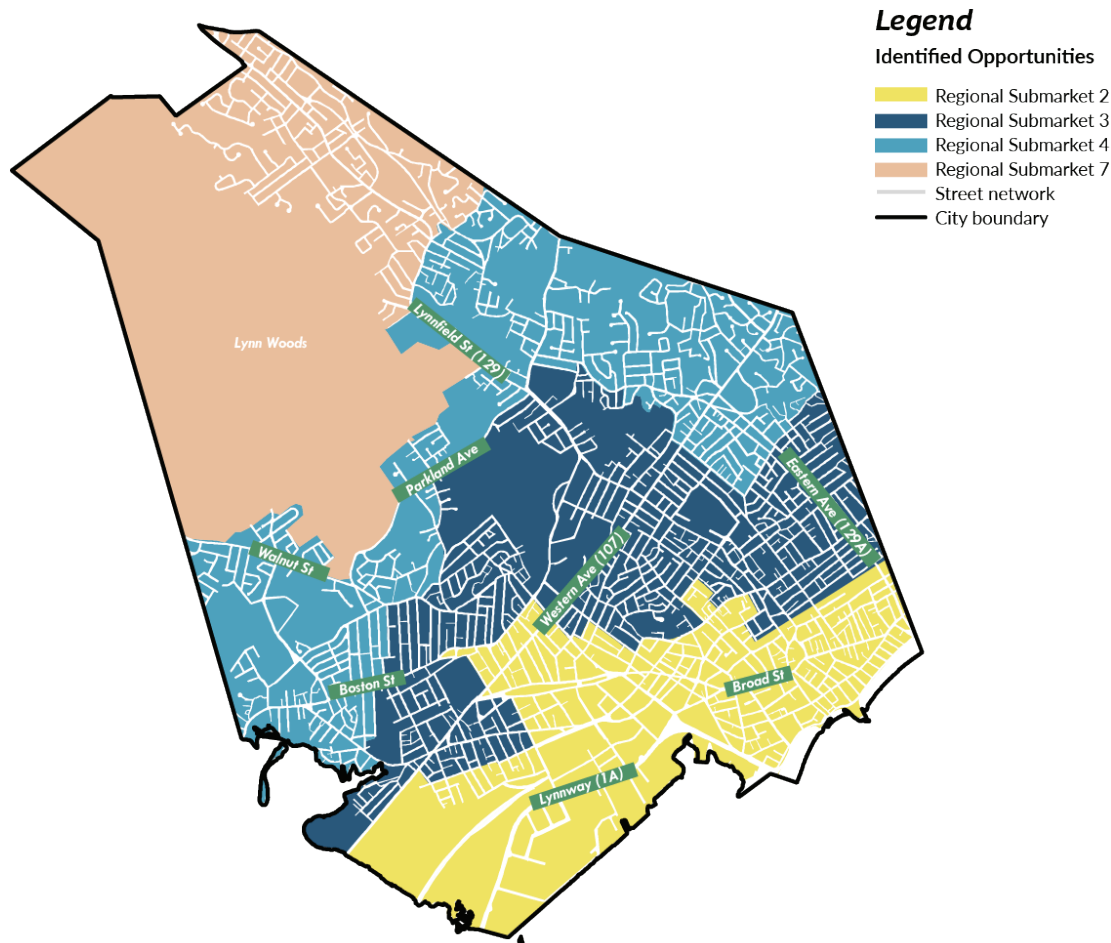 Legend
Identified Opportunities
Regional Submarket 2
Regional Submarket 3
Regional Submarket 4
Regional Submarket 7
Street network
City boundary
Lynn Woods
Lynnfield St (129)
Parkland Ave
Eastern Ave (129A)
Walnut St
Western Ave (107)
Boston St
Broad St
Lynnway (1A)